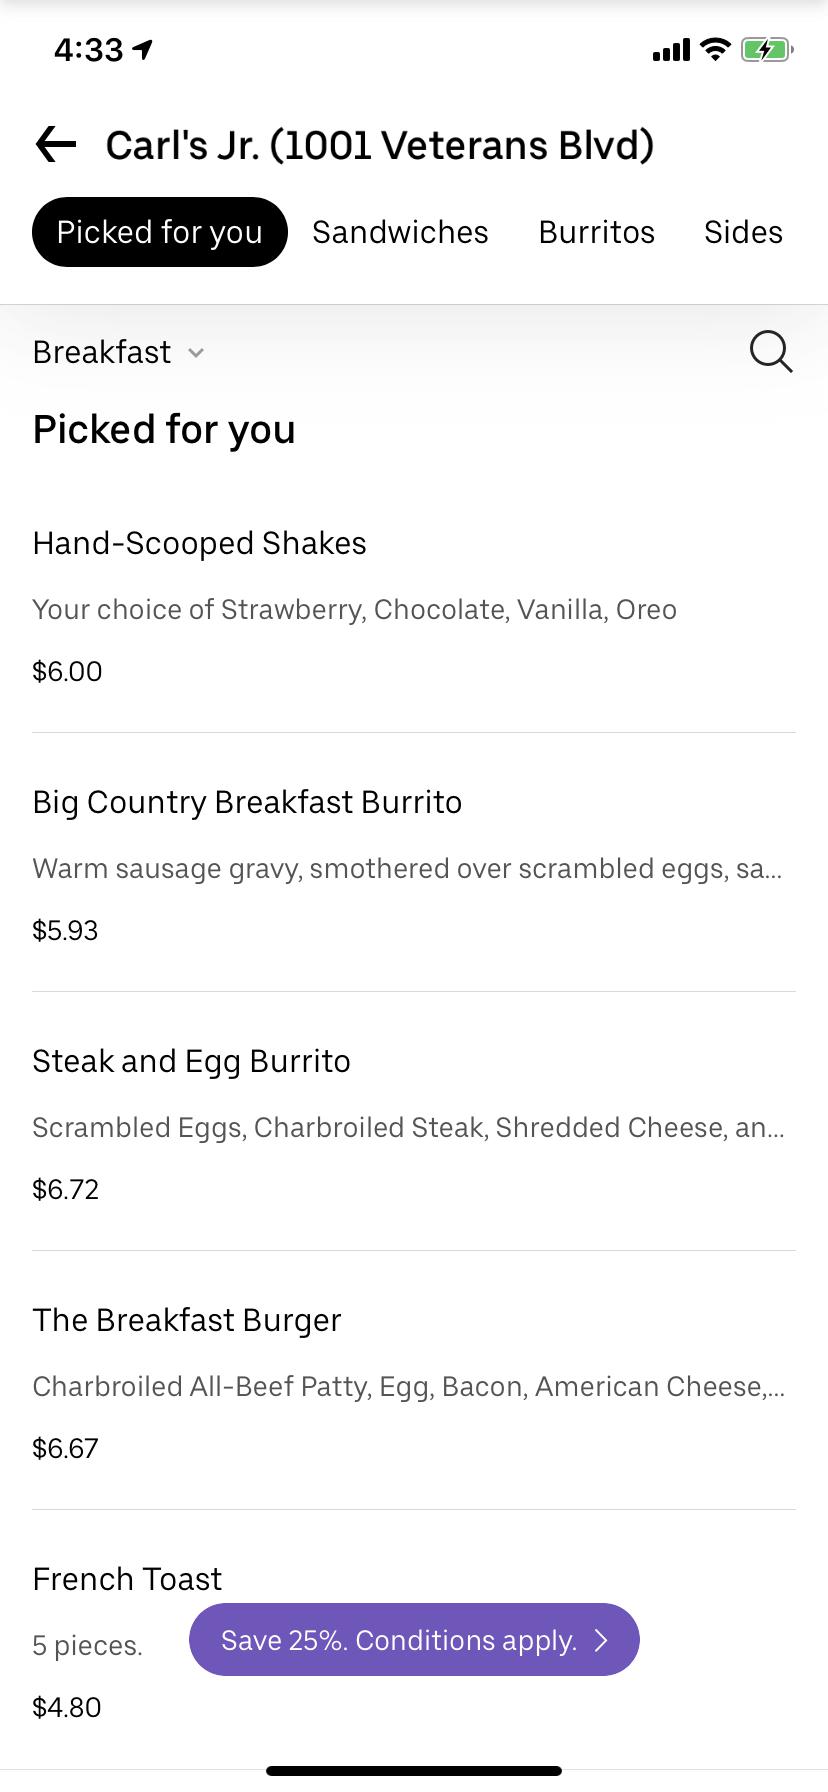 4:33
Carl's Jr. (1001 Veterans Blvd)
Picked for you Sandwiches Burritos Sides
Breakfast
Picked for you
Hand-Scooped Shakes
Your choice of Strawberry, Chocolate, Vanilla, Oreo
$6.00
Big Country Breakfast Burrito
Warm sausage gravy, smothered over scrambled eggs, sa...
$5.93
Steak and Egg Burrito
Scrambled Eggs, Charbroiled Steak, Shredded Cheese, an...
$6.72
The Breakfast Burger
Charbroiled All-Beef Patty, Egg, Bacon, American Cheese,...
$6.67
French Toast
5 pieces.
Save 25%. Conditions apply.
$4.80